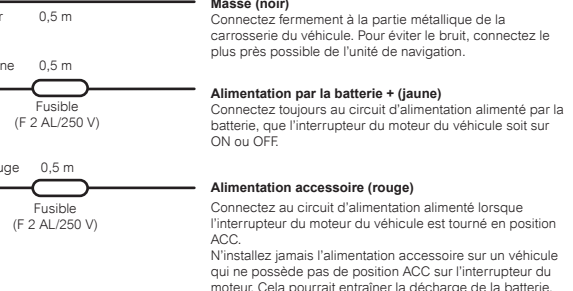 Masse (noir)
0,5 m
Connectez fermement à la partie métallique de la
carrosserie du véhicule. Pour éviter le bruit, connectez le
plus près possible de l'unité de navigation.
0,5 m
Fusible
(F 2 AL/250 V)
Alimentation par la batterie + (jaune)
Connectez toujours au circuit d'alimentation alimenté par la
batterie, que l'interrupteur du moteur du véhicule soit sur
ON ou OFF.
0,5 m
Fusible
(F 2 AL/250 V)
Alimentation accessoire (rouge)
Connectez au circuit d'alimentation alimenté lorsque
l'interrupteur du moteur du véhicule est tourné en position
ACC.
N'installez jamais l'alimentation accessoire sur un véhicule
qui ne possède pas de position ACC sur l'interrupteur du
moteur. Cela pourrait entraîner la décharge de la batterie.